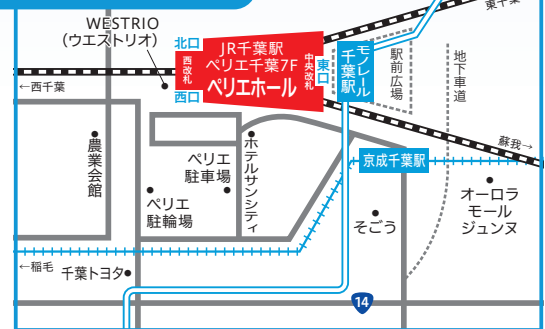 WESTRIO
(ウエストリオ)
北口
西改札
西口
JR千葉駅
ペリエ千葉7F
ペリエホール
中央改札
東口
モノレール
千葉駅
駅前広場
地下車道
東千葉
←西千葉
蘇我→
農業会館
ペリエ
駐車場
ペリエ
駐輪場
ホテルサンシティ
京成千葉駅
そごう
オーロラ
モール
ジュンヌ
←稲毛
千葉トヨタ
14